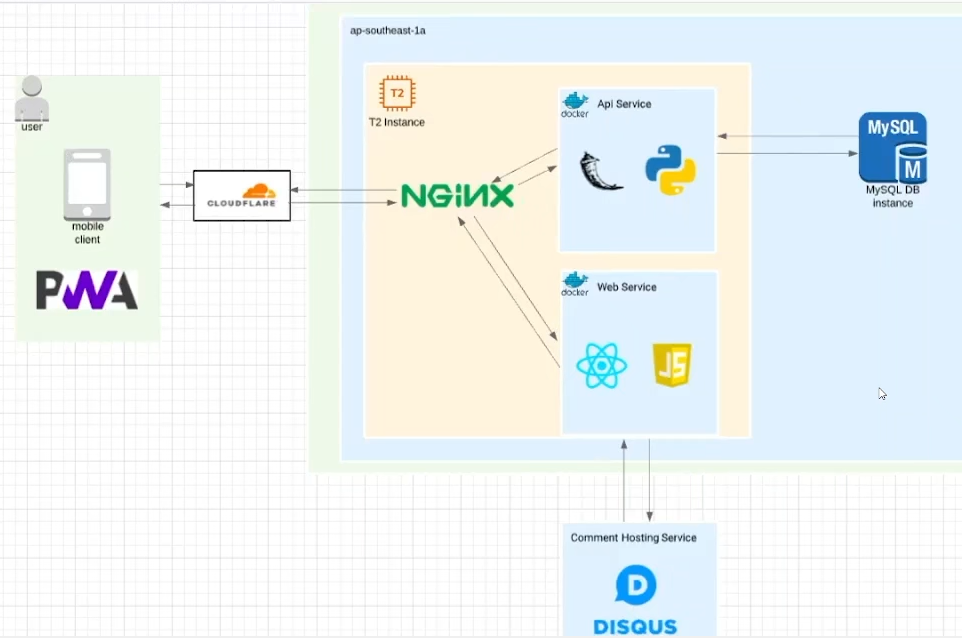 ap-southeast-1a
T2
T2 Instance
user
mobile
client
PWA
CLOUDFLARE
NGINX
docker
Api Service
MySQL
M
MySQL DB
instance
docker
Web Service
JS
Comment Hosting Service
D
DISQUS